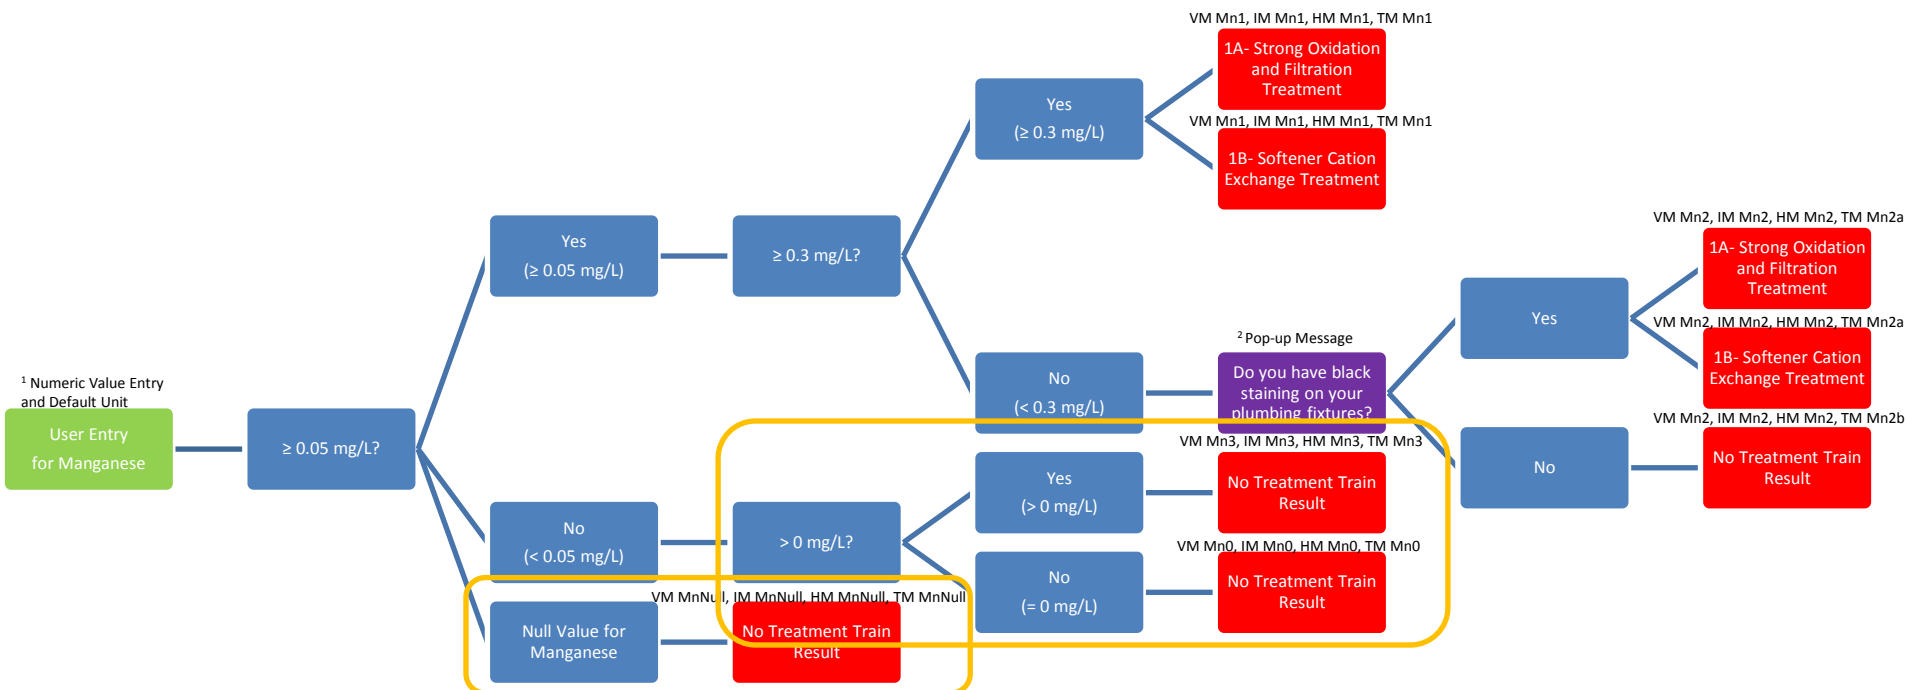 ¹ Numeric Value Entry
and Default Unit
User Entry
for Manganese
≥ 0.05 mg/L?
Yes
(≥ 0.05 mg/L)
≥ 0.3 mg/L?
Yes
(≥ 0.3 mg/L)
VM Mn1, IM Mn1, HM Mn1, TM Mn1
1A- Strong Oxidation
and Filtration
Treatment
VM Mn1, IM Mn1, HM Mn1, TM Mn1
1B- Softener Cation
Exchange Treatment
No
(< 0.3 mg/L)
² Pop-up Message
Do you have black
staining on your
plumbing fixtures?
Yes
VM Mn2, IM Mn2, HM Mn2, TM Mn2a
1A- Strong Oxidation
and Filtration
Treatment
VM Mn2, IM Mn2, HM Mn2, TM Mn2a
1B- Softener Cation
Exchange Treatment
No
VM Mn2, IM Mn2, HM Mn2, TM Mn2b
No Treatment Train
Result
No
(< 0.05 mg/L)
> 0 mg/L?
Yes
(> 0 mg/L)
VM Mn3, IM Mn3, HM Mn3, TM Mn3
No Treatment Train
Result
No
(= 0 mg/L)
VM Mn0, IM Mn0, HM Mn0, TM Mn0
No Treatment Train
Result
Null Value for
Manganese
VM MnNull, IM MnNull, HM MnNull, TM MnNull
No Treatment Train
Result